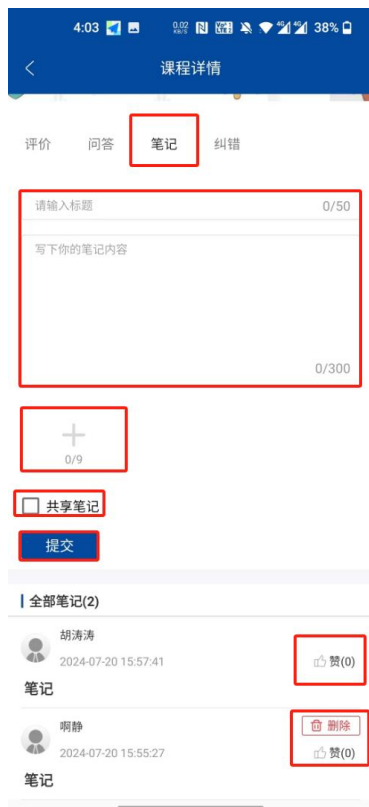 4:03 0.02 KB/S 4G 4G 38%
课程详情
评价 问答 笔记 纠错
请输入标题 0/50
写下你的笔记内容
0/300
0/9
共享笔记
提交
全部笔记(2)
胡涛涛
2024-07-20 15:57:41 赞(0)
笔记
啊静 删除
2024-07-20 15:55:27 赞(0)
笔记